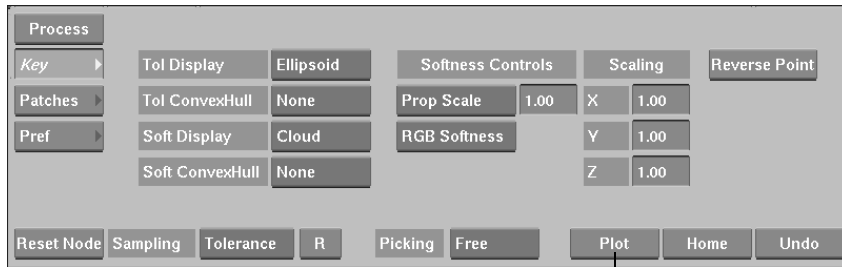 Process
Key Tol Display Ellipsoid Softness Controls Scaling Reverse Point
Patches Tol ConvexHull None Prop Scale 1.00 X 1.00
Pref Soft Display Cloud RGB Softness Y 1.00
Soft ConvexHull None Z 1.00
Reset Node Sampling Tolerance R Picking Free Plot Home Undo